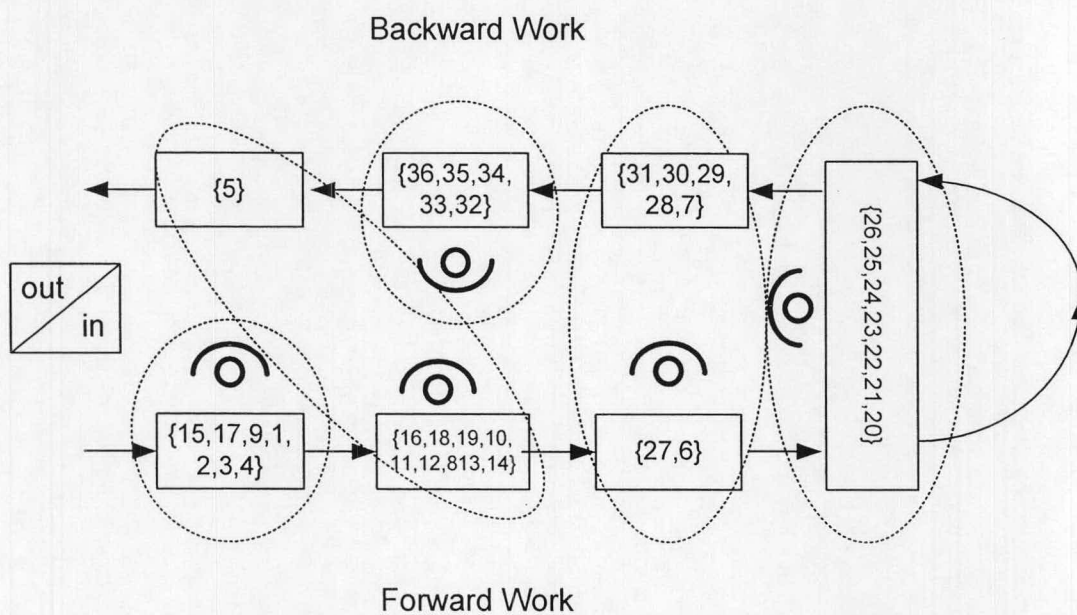 Backward Work
{5}
{36,35,34,
33,32}
{31,30,29,
28,7}
{26,25,24,23,22,21,20}
out
in
{15,17,9,1,
2,3,4}
{16,18,19,10,
11,12,813,14}
{27,6}
Forward Work